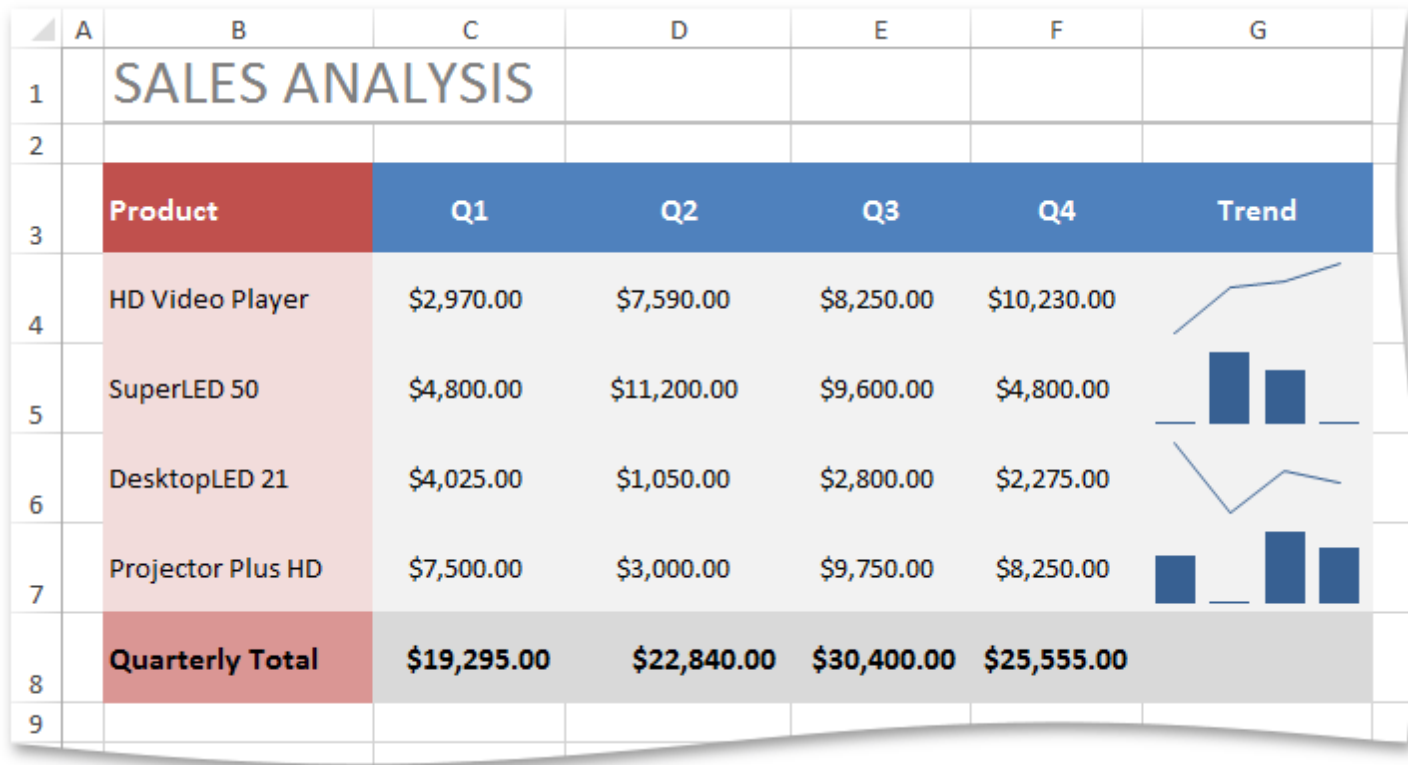 A B C D E F G
1 SALES ANALYSIS
2
3 Product Q1 Q2 Q3 Q4 Trend
4 HD Video Player $2,970.00 $7,590.00 $8,250.00 $10,230.00
5 SuperLED 50 $4,800.00 $11,200.00 $9,600.00 $4,800.00
6 DesktopLED 21 $4,025.00 $1,050.00 $2,800.00 $2,275.00
7 Projector Plus HD $7,500.00 $3,000.00 $9,750.00 $8,250.00
8 Quarterly Total $19,295.00 $22,840.00 $30,400.00 $25,555.00
9